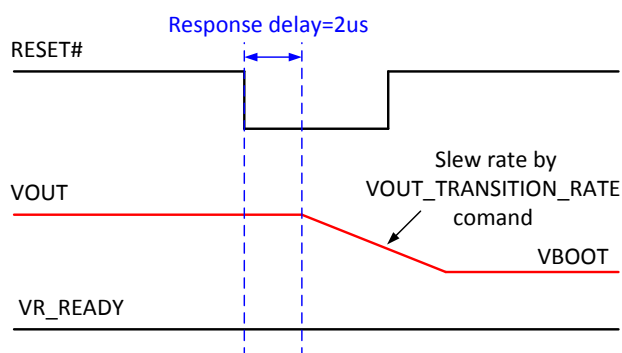 Response delay=2us
RESET#
Slew rate by
VOUT_TRANSITION_RATE
comand
VOUT
VBOOT
VR_READY